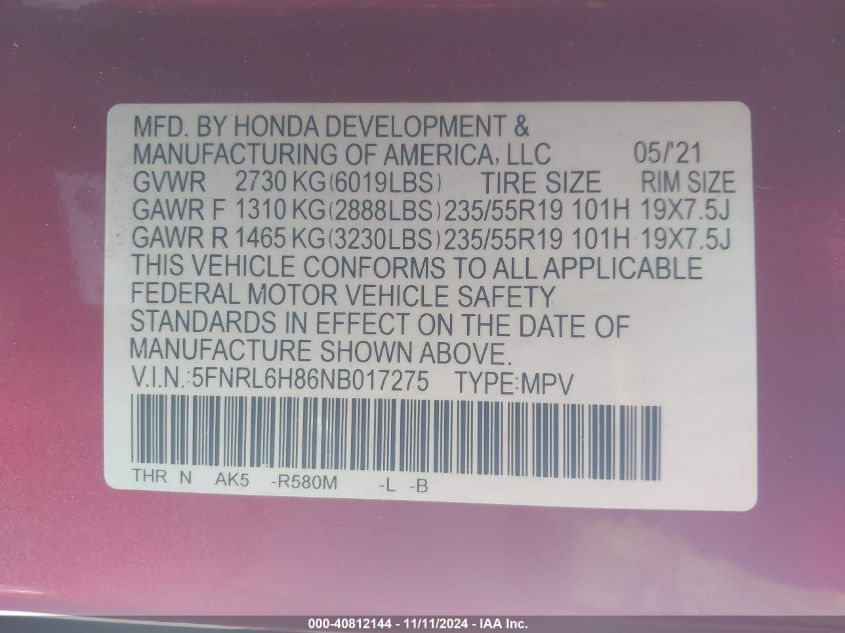 MFD. BY HONDA DEVELOPMENT &
MANUFACTURING OF AMERICA, LLC 05/'21
GVWR 2730 KG(6019LBS) TIRE SIZE RIM SIZE
GAWR F 1310 KG(2888LBS) 235/55R19 101H 19X7.5J
GAWR R 1465 KG(3230LBS) 235/55R19 101H 19X7.5J
THIS VEHICLE CONFORMS TO ALL APPLICABLE
FEDERAL MOTOR VEHICLE SAFETY
STANDARDS IN EFFECT ON THE DATE OF
MANUFACTURE SHOWN ABOVE.
V.I.N.:5FNRL6H86NB017275 TYPE:MPV
THR N AK5 -R580M -L -B
000-40812144 - 11/11/2024 - IAA Inc.